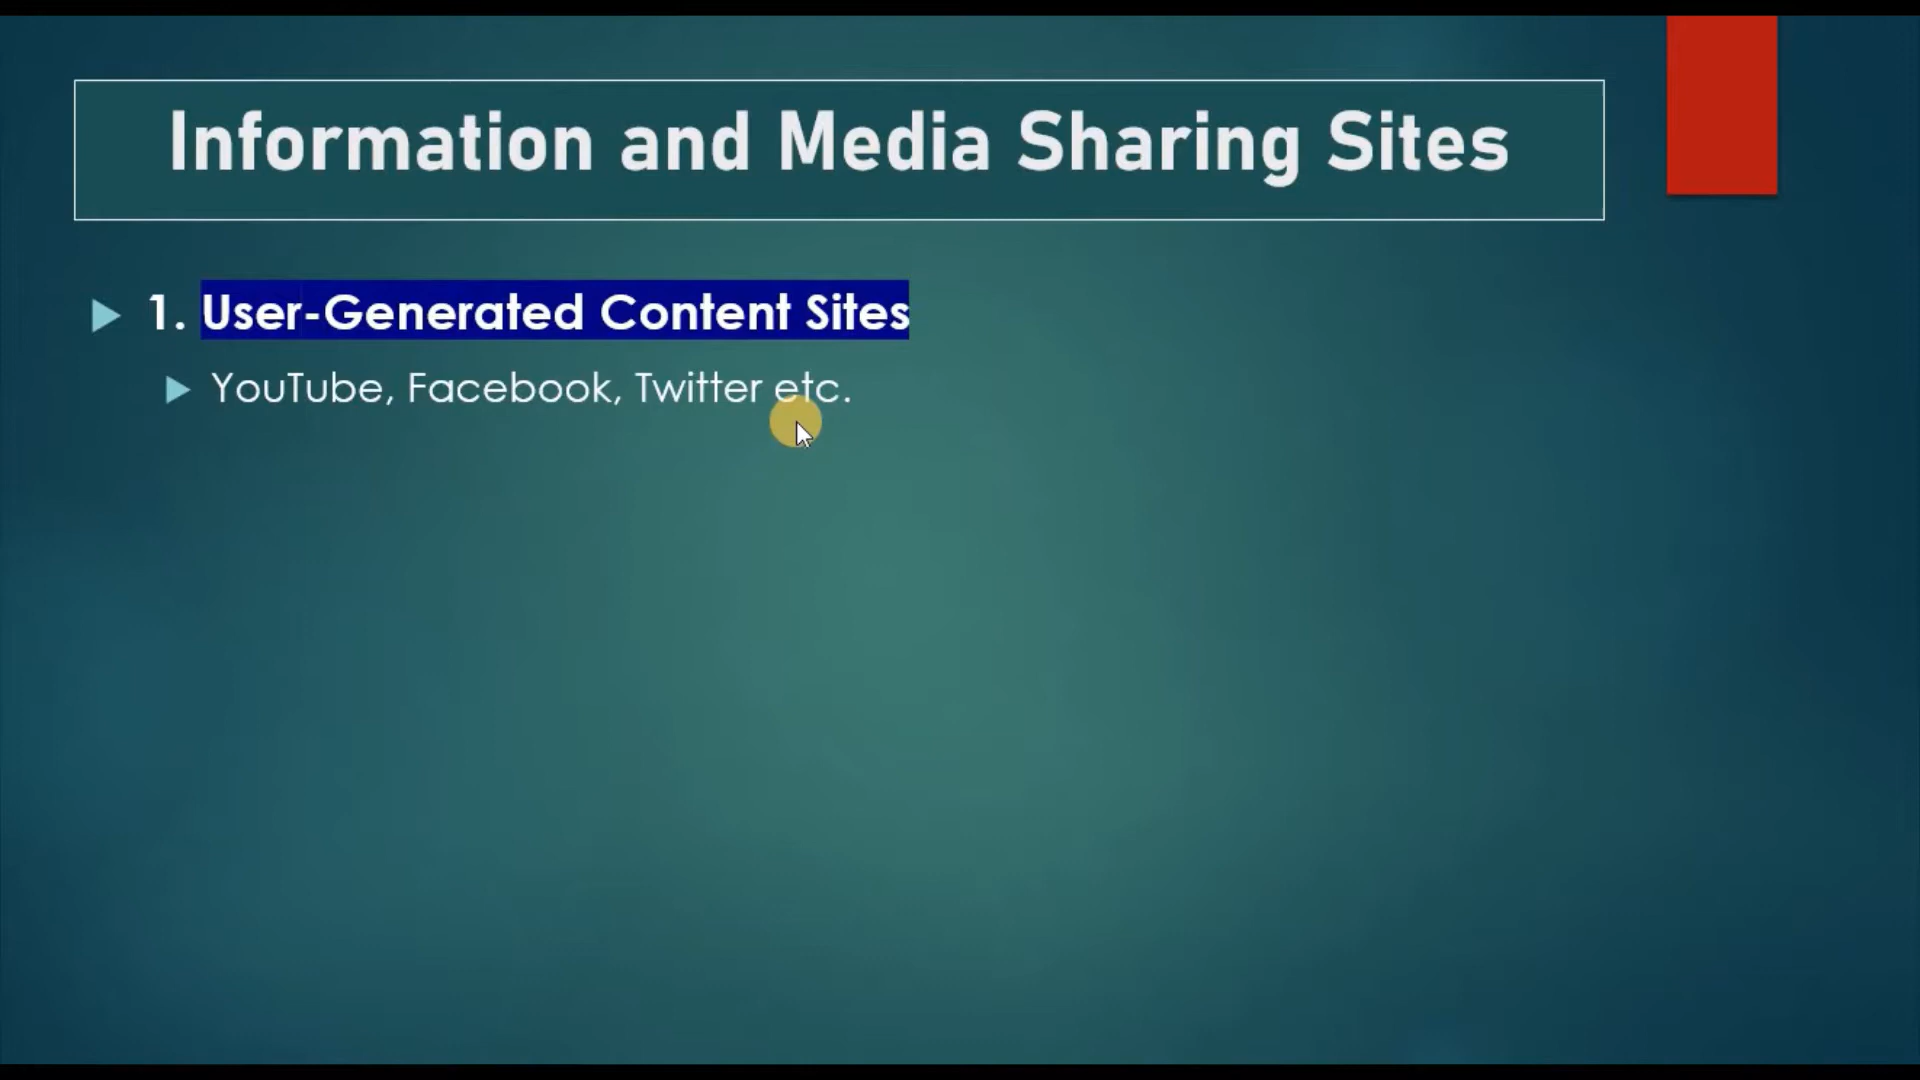 Information and Media Sharing Sites
1. User-Generated Content Sites
YouTube, Facebook, Twitter etc.